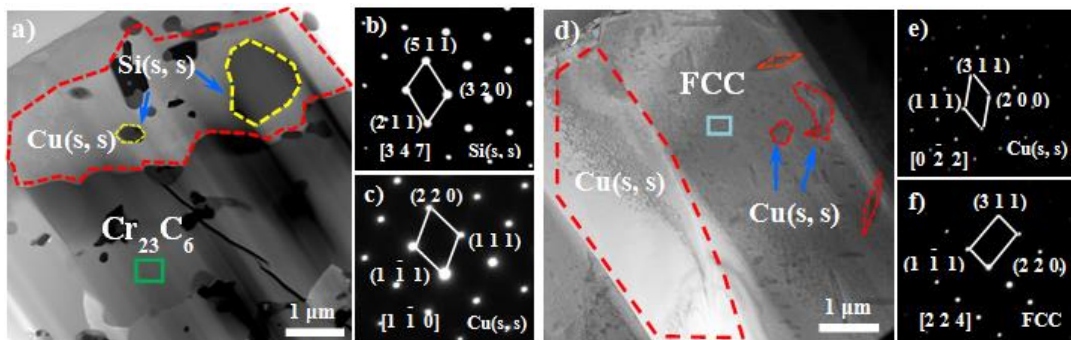 a)
Si(s, s)
Cu(s, s)
Cr23C6
1 μm
b)
(5 1 1̄)
(3 2 0)
(2̄ 1 1)
[3 4 7]
Si(s, s)
c)
(2 2 0)
(1 1 1)
(1 1̄ 1)
[1 1̄ 0]
Cu(s, s)
d)
FCC
Cu(s, s)
Cu(s, s)
1 μm
e)
(3 1 1)
(1 1 1)
(2 0 0)
[0 2̄ 2]
Cu(s, s)
f)
(3 1 1)
(1 1̄ 1)
(2 2̄ 0)
[2 2 4]
FCC